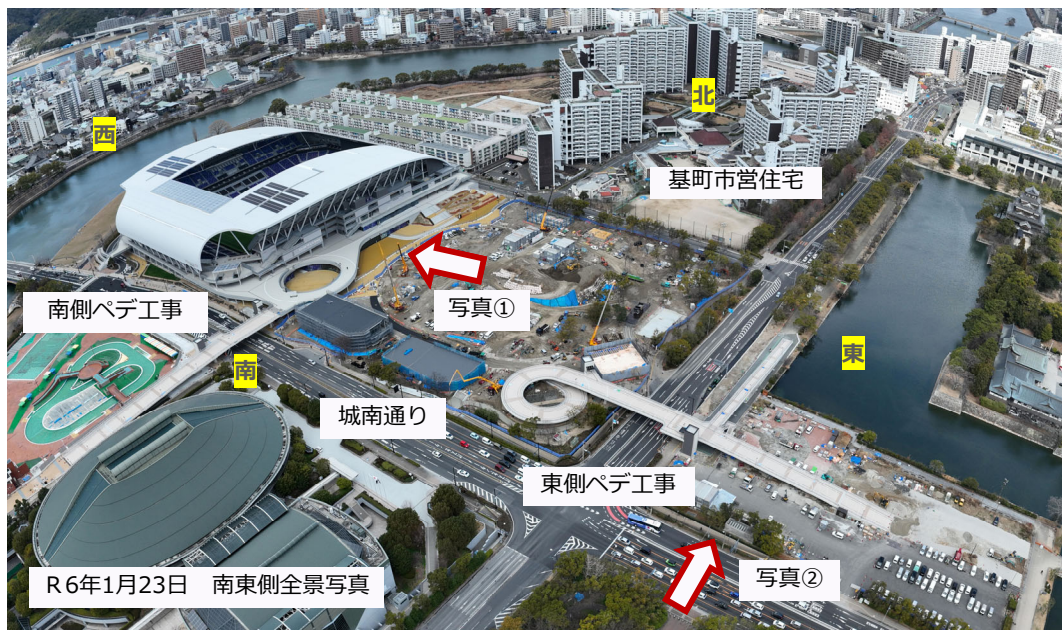 西
北
基町市営住宅
南側ペデ工事
写真①
東
南
城南通り
東側ペデ工事
写真②
R6年1月23日　南東側全景写真